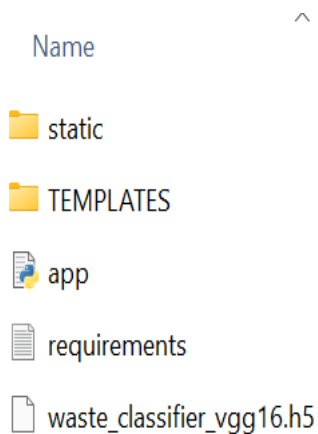 Name
static
TEMPLATES
app
requirements
waste_classifier_vgg16.h5